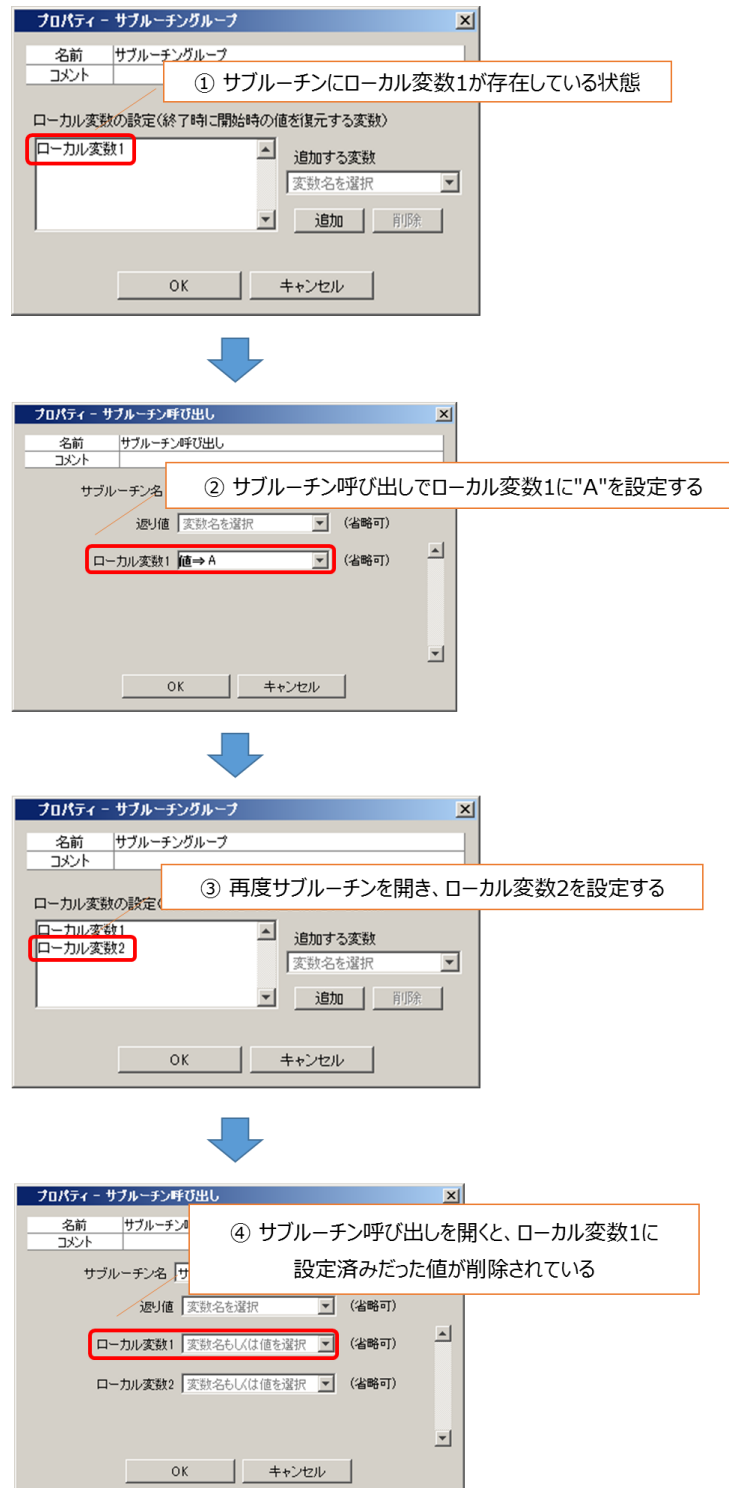 プロパティ - サブルーチングループ
名前 サブルーチングループ
コメント
① サブルーチンにローカル変数1が存在している状態
ローカル変数の設定(終了時に開始時の値を復元する変数)
ローカル変数1
追加する変数
変数名を選択
追加 削除
OK キャンセル
プロパティ - サブルーチン呼び出し
名前 サブルーチン呼び出し
コメント
② サブルーチン呼び出しでローカル変数1に"A"を設定する
サブルーチン名
返り値 変数名を選択 (省略可)
ローカル変数1 値⇒A (省略可)
OK キャンセル
プロパティ - サブルーチングループ
名前 サブルーチングループ
コメント
③ 再度サブルーチンを開き、ローカル変数2を設定する
ローカル変数の設定(
ローカル変数1
ローカル変数2
追加する変数
変数名を選択
追加 削除
OK キャンセル
プロパティ - サブルーチン呼び出し
名前 サブルーチン
コメント
④ サブルーチン呼び出しを開くと、ローカル変数1に
設定済みだった値が削除されている
サブルーチン名 サ
返り値 変数名を選択 (省略可)
ローカル変数1 変数名もしくは値を選択 (省略可)
ローカル変数2 変数名もしくは値を選択 (省略可)
OK キャンセル